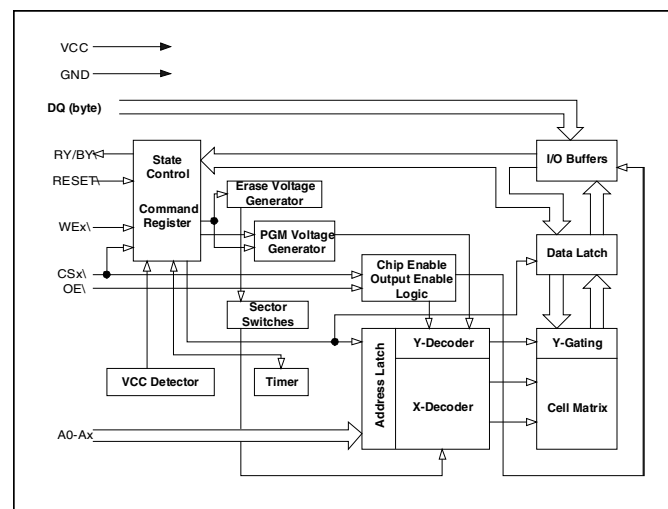 VCC
GND
DQ (byte)
RY/BY\
RESET\
WEx\
CSx\
OE\
A0-Ax
State
Control
Command
Register
Erase Voltage
Generator
PGM Voltage
Generator
Chip Enable
Output Enable
Logic
Sector
Switches
VCC Detector
Timer
Address Latch
Y-Decoder
X-Decoder
I/O Buffers
Data Latch
Y-Gating
Cell Matrix